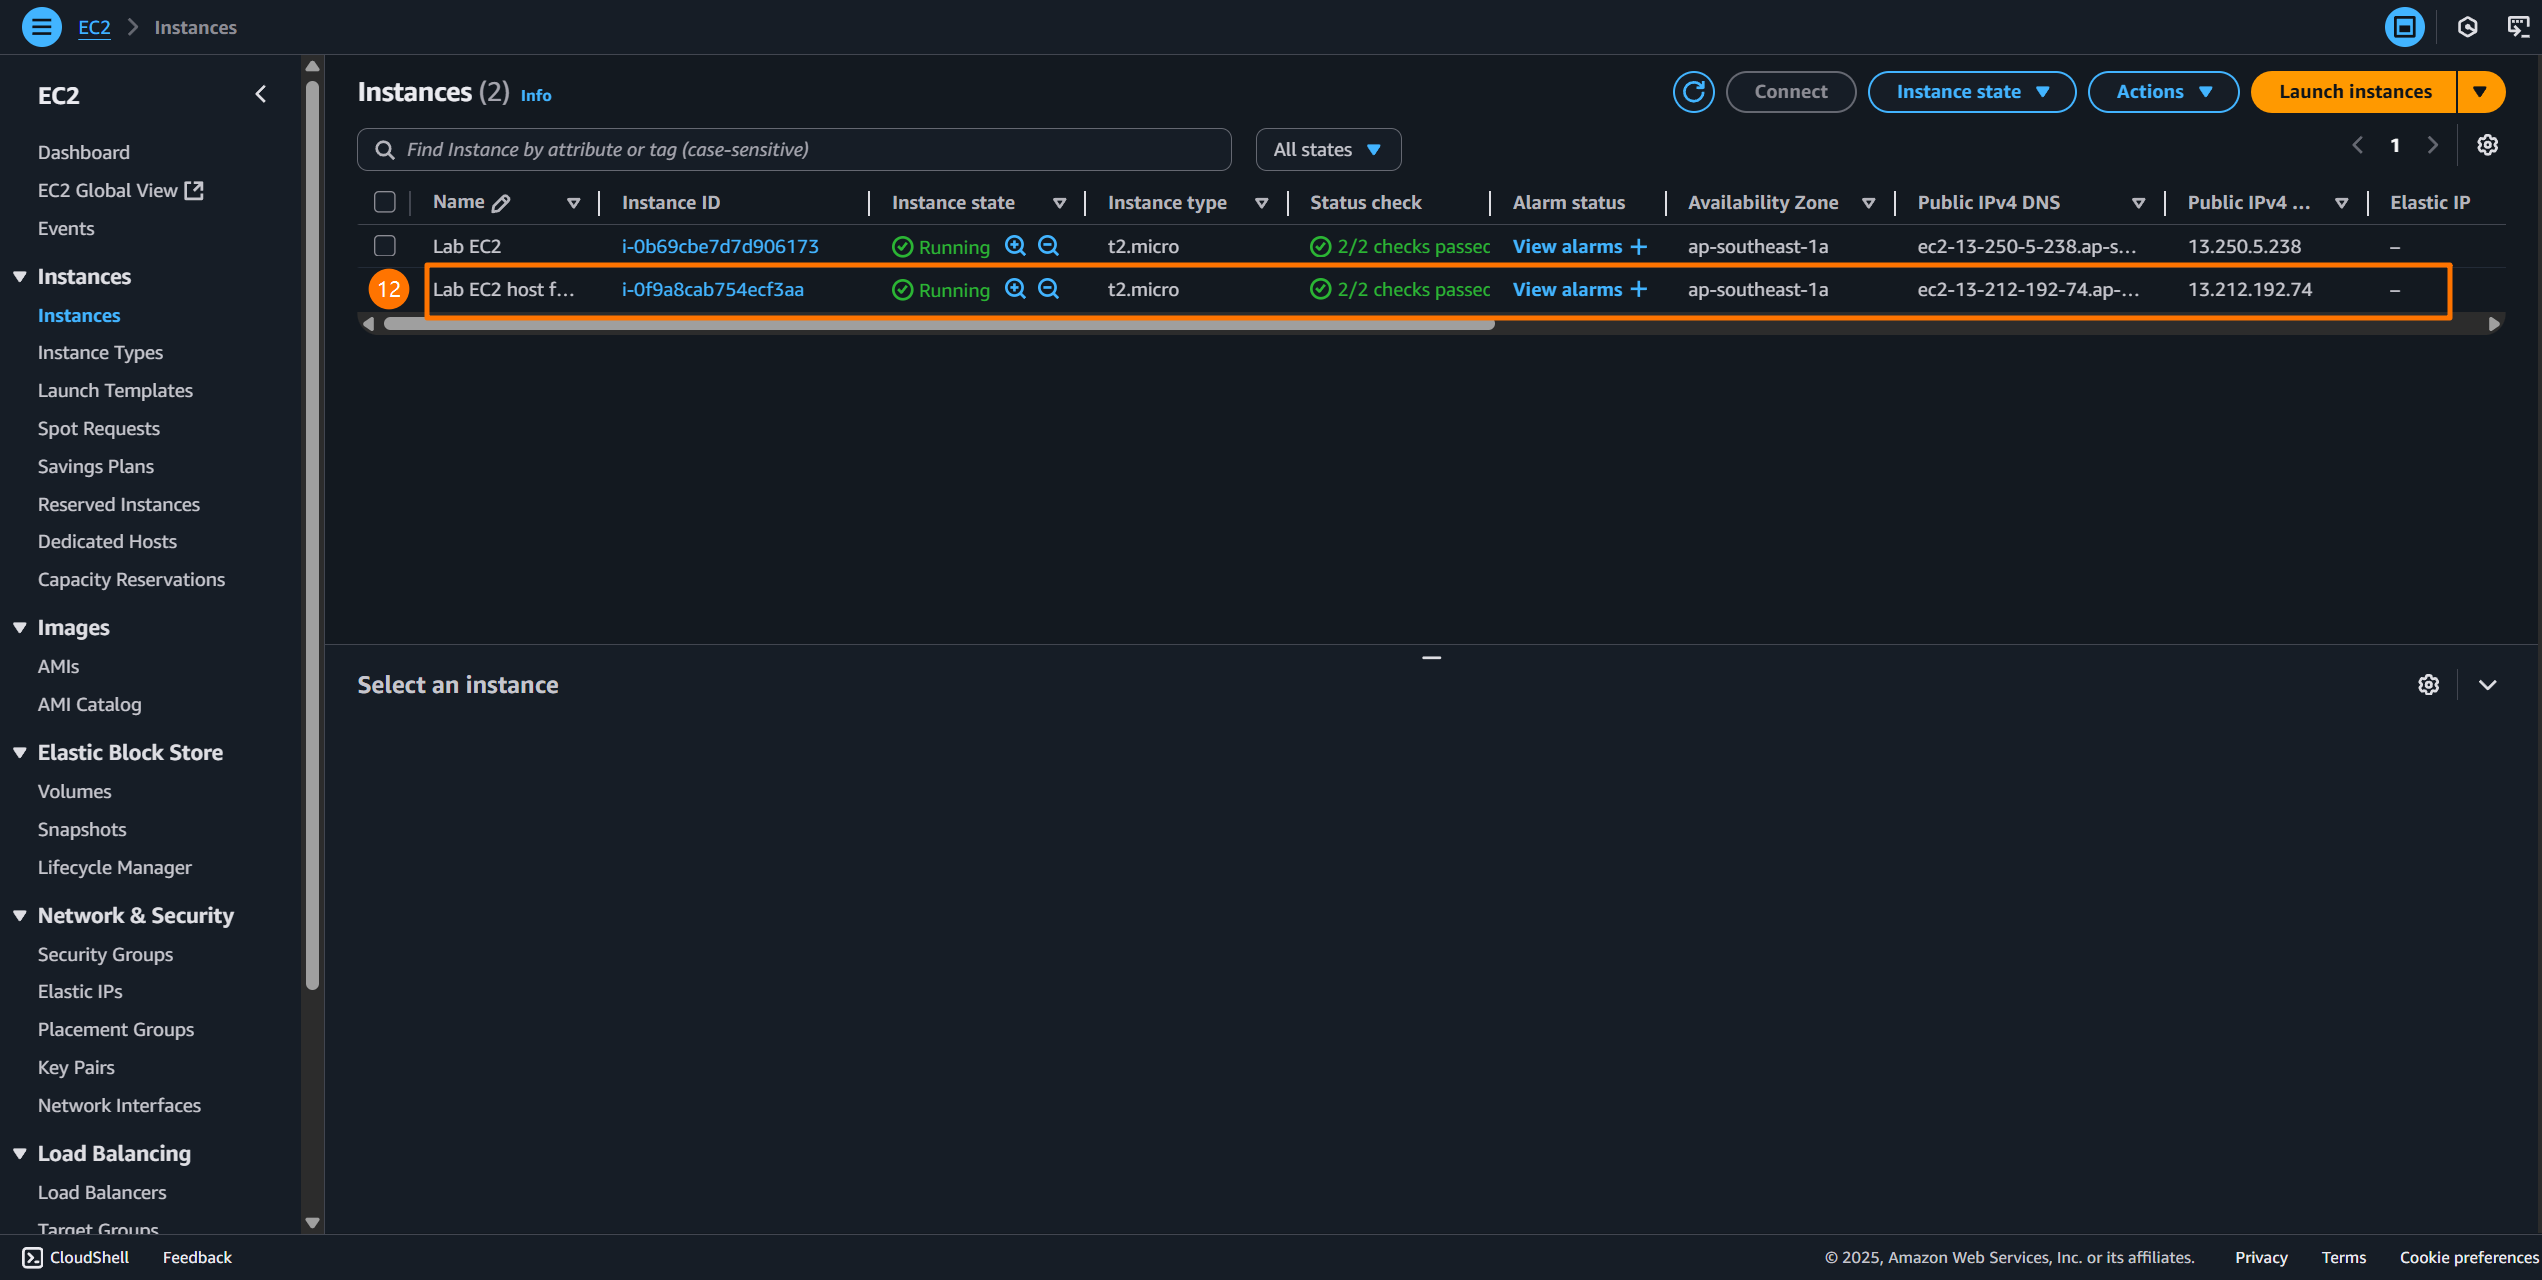 EC2 > Instances
EC2
Dashboard
EC2 Global View
Events
Instances
Instances
Instance Types
Launch Templates
Spot Requests
Savings Plans
Reserved Instances
Dedicated Hosts
Capacity Reservations
Images
AMIs
AMI Catalog
Elastic Block Store
Volumes
Snapshots
Lifecycle Manager
Network & Security
Security Groups
Elastic IPs
Placement Groups
Key Pairs
Network Interfaces
Load Balancing
Load Balancers
Target Groups
Instances (2) Info Connect Instance state Actions Launch instances
Find Instance by attribute or tag (case-sensitive) All states 1
Name Instance ID Instance state Instance type Status check Alarm status Availability Zone Public IPv4 DNS Public IPv4 ... Elastic IP
Lab EC2 i-0b69cbe7d7d906173 Running t2.micro 2/2 checks passec View alarms + ap-southeast-1a ec2-13-250-5-238.ap-s... 13.250.5.238 –
12 Lab EC2 host f... i-0f9a8cab754ecf3aa Running t2.micro 2/2 checks passec View alarms + ap-southeast-1a ec2-13-212-192-74.ap-... 13.212.192.74 –
Select an instance
CloudShell Feedback © 2025, Amazon Web Services, Inc. or its affiliates. Privacy Terms Cookie preferences